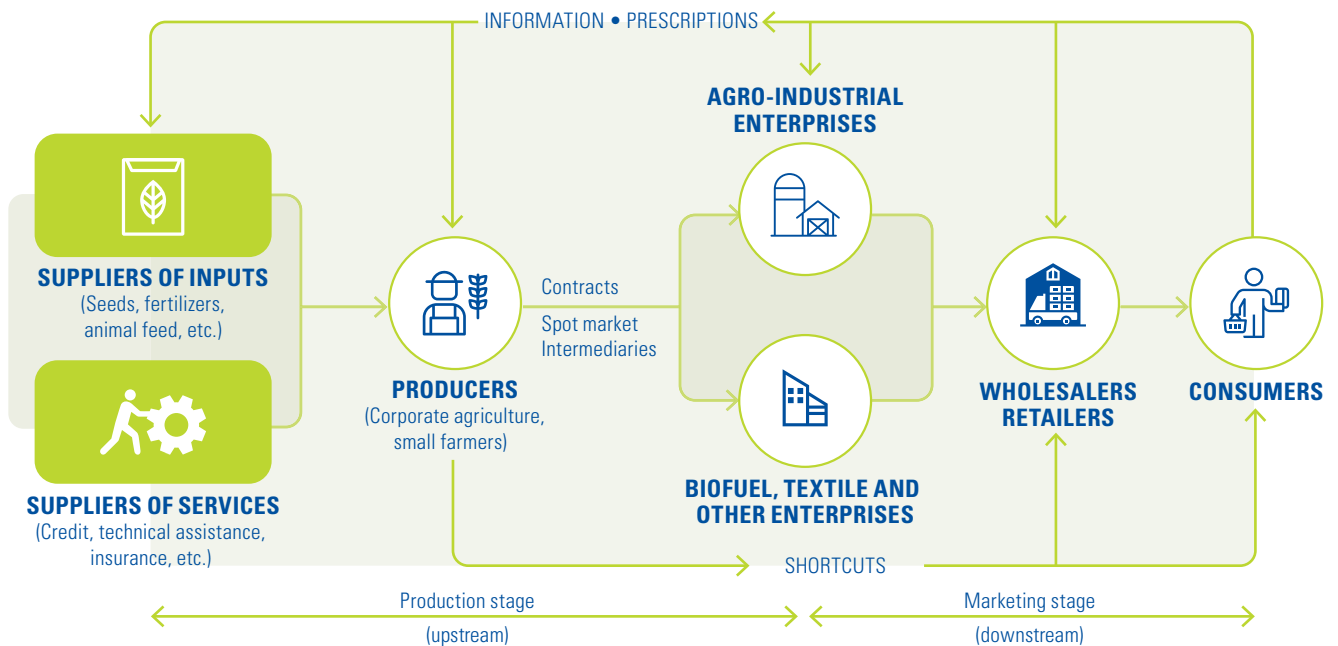 INFORMATION • PRESCRIPTIONS
AGRO-INDUSTRIAL
ENTERPRISES
SUPPLIERS OF INPUTS
(Seeds, fertilizers,
animal feed, etc.)
SUPPLIERS OF SERVICES
(Credit, technical assistance,
insurance, etc.)
PRODUCERS
(Corporate agriculture,
small farmers)
Contracts
Spot market
Intermediaries
BIOFUEL, TEXTILE AND
OTHER ENTERPRISES
WHOLESALERS
RETAILERS
CONSUMERS
SHORTCUTS
Production stage
(upstream)
Marketing stage
(downstream)